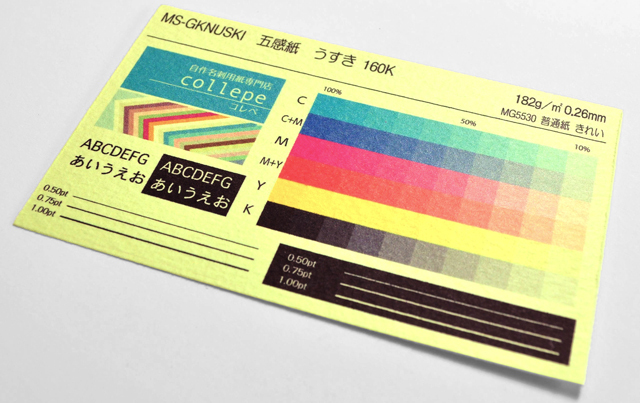 MS-GKNUSKI 五感紙 うすき 160K
182g/㎡ 0.26mm
MG5530 普通紙 きれい
自作名刺用紙専門店
collepe
コレペ
100%
50%
10%
C
C+M
M
M+Y
Y
K
ABCDEFG
あいうえお
ABCDEFG
あいうえお
0.50pt
0.75pt
1.00pt
0.50pt
0.75pt
1.00pt